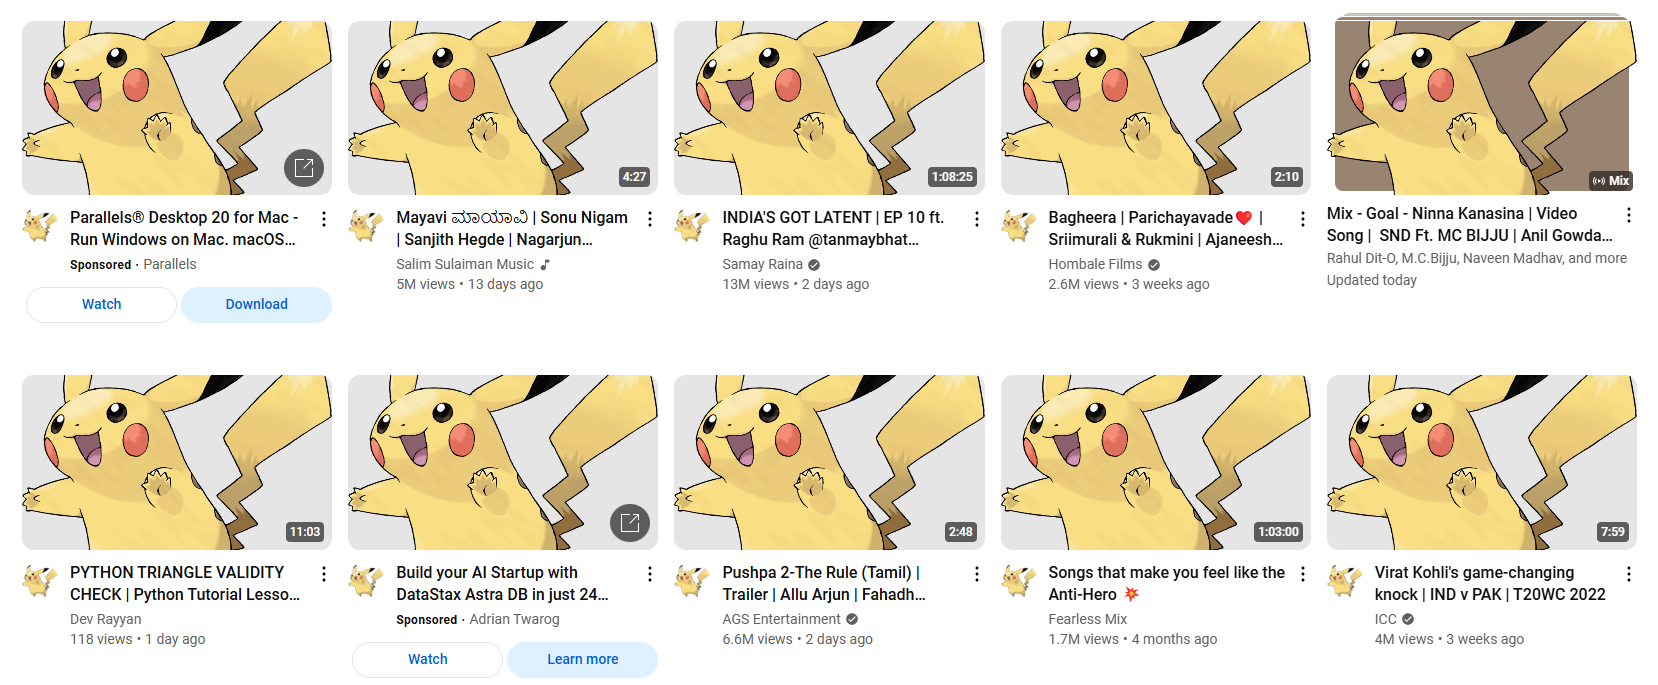 4:27
1:08:25
2:10
Mix
Parallels® Desktop 20 for Mac -
Run Windows on Mac. macOS...
Sponsored · Parallels
Watch
Download
Mayavi ಮಾಯಾವಿ | Sonu Nigam
| Sanjith Hegde | Nagarjun...
Salim Sulaiman Music
5M views • 13 days ago
INDIA'S GOT LATENT | EP 10 ft.
Raghu Ram @tanmaybhat...
Samay Raina
13M views • 2 days ago
Bagheera | Parichayavade❤️ |
Sriimurali & Rukmini | Ajaneesh...
Hombale Films
2.6M views • 3 weeks ago
Mix - Goal - Ninna Kanasina | Video
Song | SND Ft. MC BIJJU | Anil Gowda...
Rahul Dit-O, M.C.Bijju, Naveen Madhav, and more
Updated today
11:03
2:48
1:03:00
7:59
PYTHON TRIANGLE VALIDITY
CHECK | Python Tutorial Lesso...
Dev Rayyan
118 views • 1 day ago
Build your AI Startup with
DataStax Astra DB in just 24...
Sponsored · Adrian Twarog
Watch
Learn more
Pushpa 2-The Rule (Tamil) |
Trailer | Allu Arjun | Fahadh...
AGS Entertainment
6.6M views • 2 days ago
Songs that make you feel like the
Anti-Hero 💥
Fearless Mix
1.7M views • 4 months ago
Virat Kohli's game-changing
knock | IND v PAK | T20WC 2022
ICC
4M views • 3 weeks ago